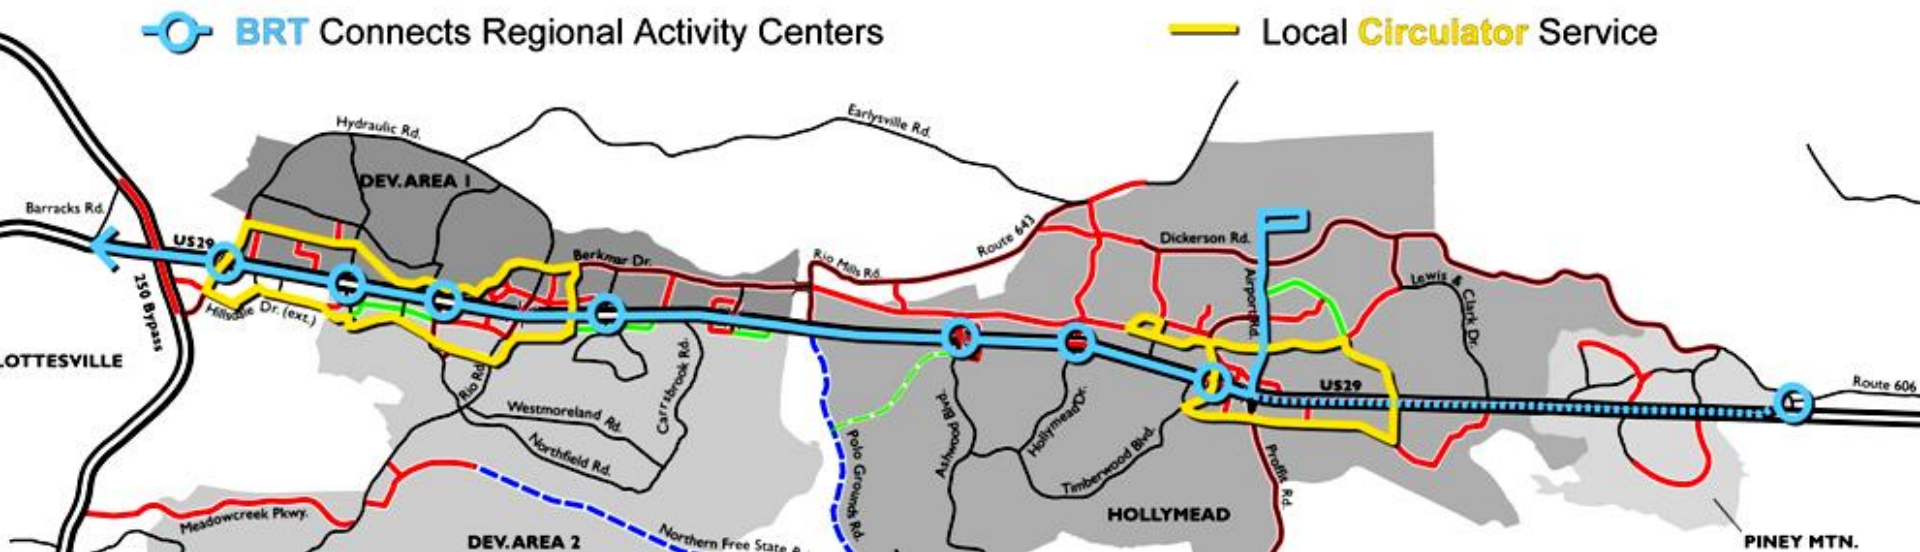 BRT Connects Regional Activity Centers
Local Circulator Service
Hydraulic Rd.
Earlysville Rd.
DEV. AREA 1
Barracks Rd.
US29
Route 643
Dickerson Rd.
Berkmar Dr.
Rio Mills Rd.
250 Bypass
Hillsdale Dr. (ext.)
Airport Rd.
Lewis & Clark Dr.
LOTTESVILLE
Rio Rd.
Carrsbrook Rd.
US29
Route 606
Westmoreland Rd.
Northfield Rd.
Polo Grounds Rd.
Ashwood Blvd.
Hollymead Dr.
Timberwood Blvd.
Proffit Rd.
Meadowcreek Pkwy.
HOLLYMEAD
DEV. AREA 2
Northern Free State
PINEY MTN.